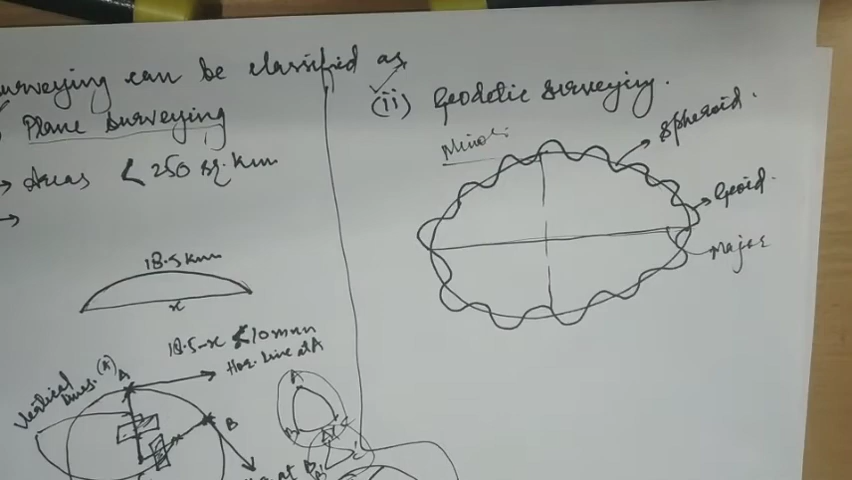 surveying can be classified as
Plane surveying
→ Areas < 250 sq.km
→
18.5 km
x
18.5-x < 10 mm
Hor. line at A
Vertical lines. (A)
A
B
A
B
C
(ii) Geodetic surveying.
Minor
Spheroid.
Geoid.
Major